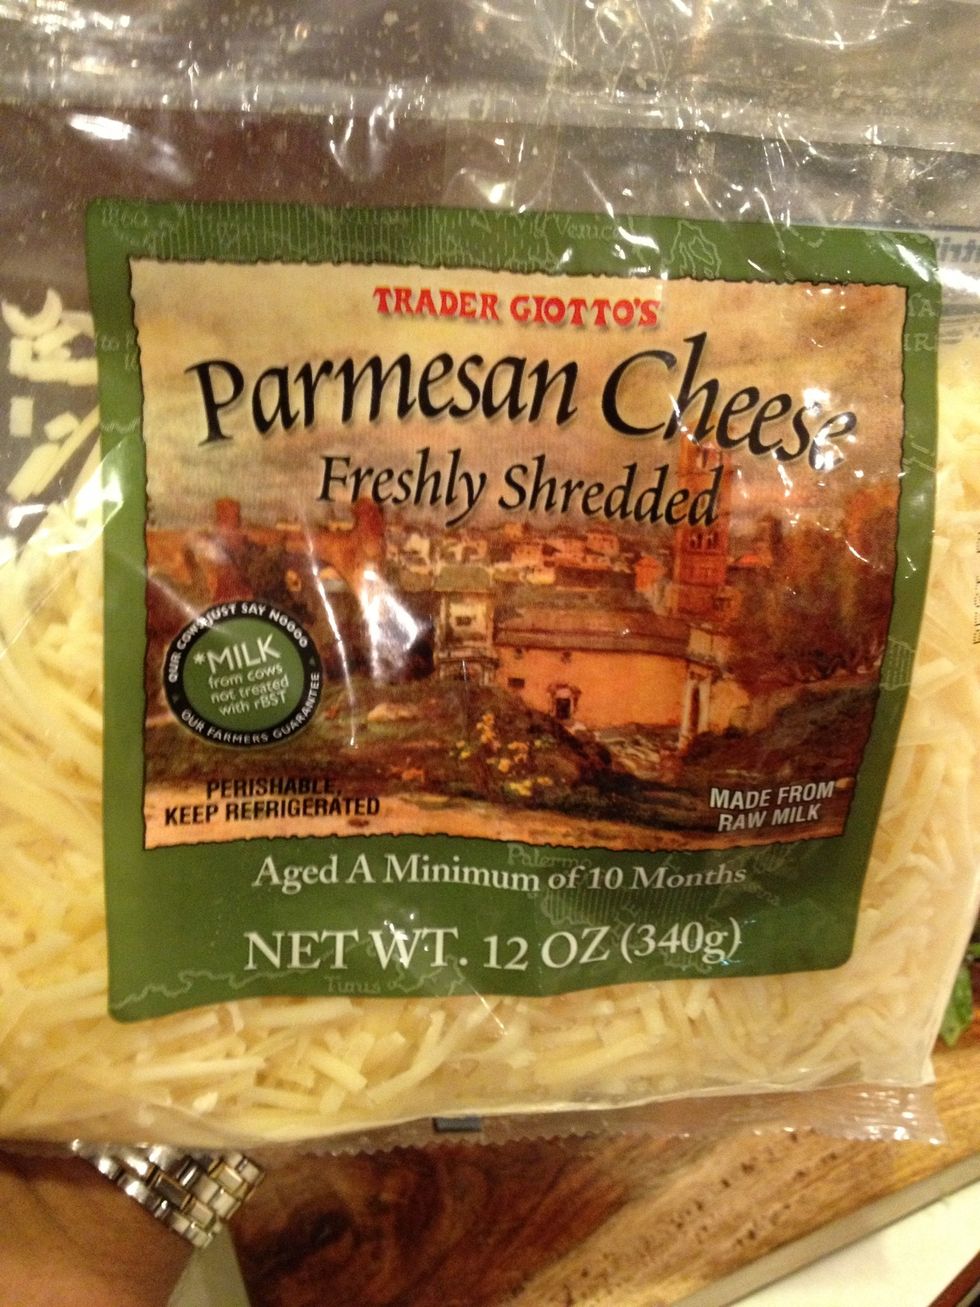 TRADER GIOTTO'S
Parmesan Cheese
Freshly Shredded
OUR COWS JUST SAY NOOOO
*MILK
from cows
not treated
with rBST
OUR FARMERS GUARANTEE
PERISHABLE,
KEEP REFRIGERATED
MADE FROM
RAW MILK
Palermo
Aged A Minimum of 10 Months
NET WT. 12 OZ (340g)
Tunis